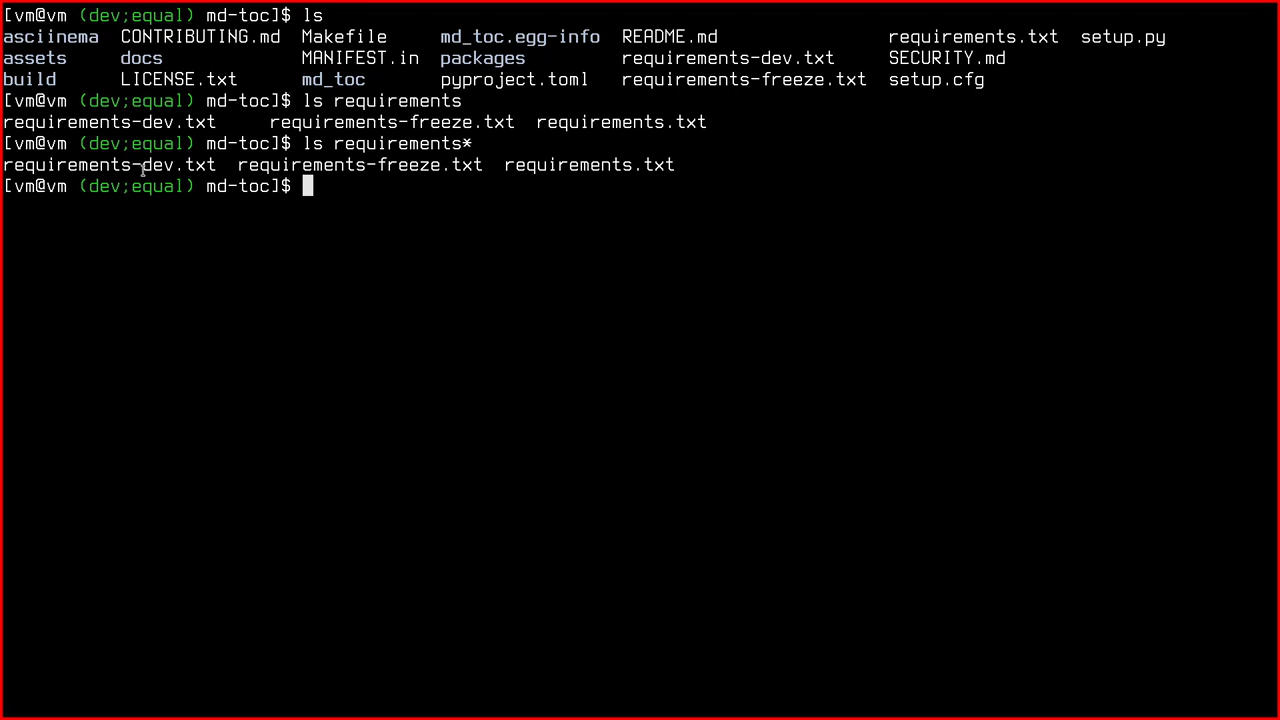 [vm@vm (dev;equal) md-toc]$ ls
asciinema  CONTRIBUTING.md  Makefile     md_toc.egg-info  README.md                requirements.txt  setup.py
assets     docs             MANIFEST.in  packages         requirements-dev.txt     SECURITY.md
build      LICENSE.txt      md_toc       pyproject.toml   requirements-freeze.txt  setup.cfg
[vm@vm (dev;equal) md-toc]$ ls requirements
requirements-dev.txt     requirements-freeze.txt  requirements.txt
[vm@vm (dev;equal) md-toc]$ ls requirements*
requirements-dev.txt  requirements-freeze.txt  requirements.txt
[vm@vm (dev;equal) md-toc]$